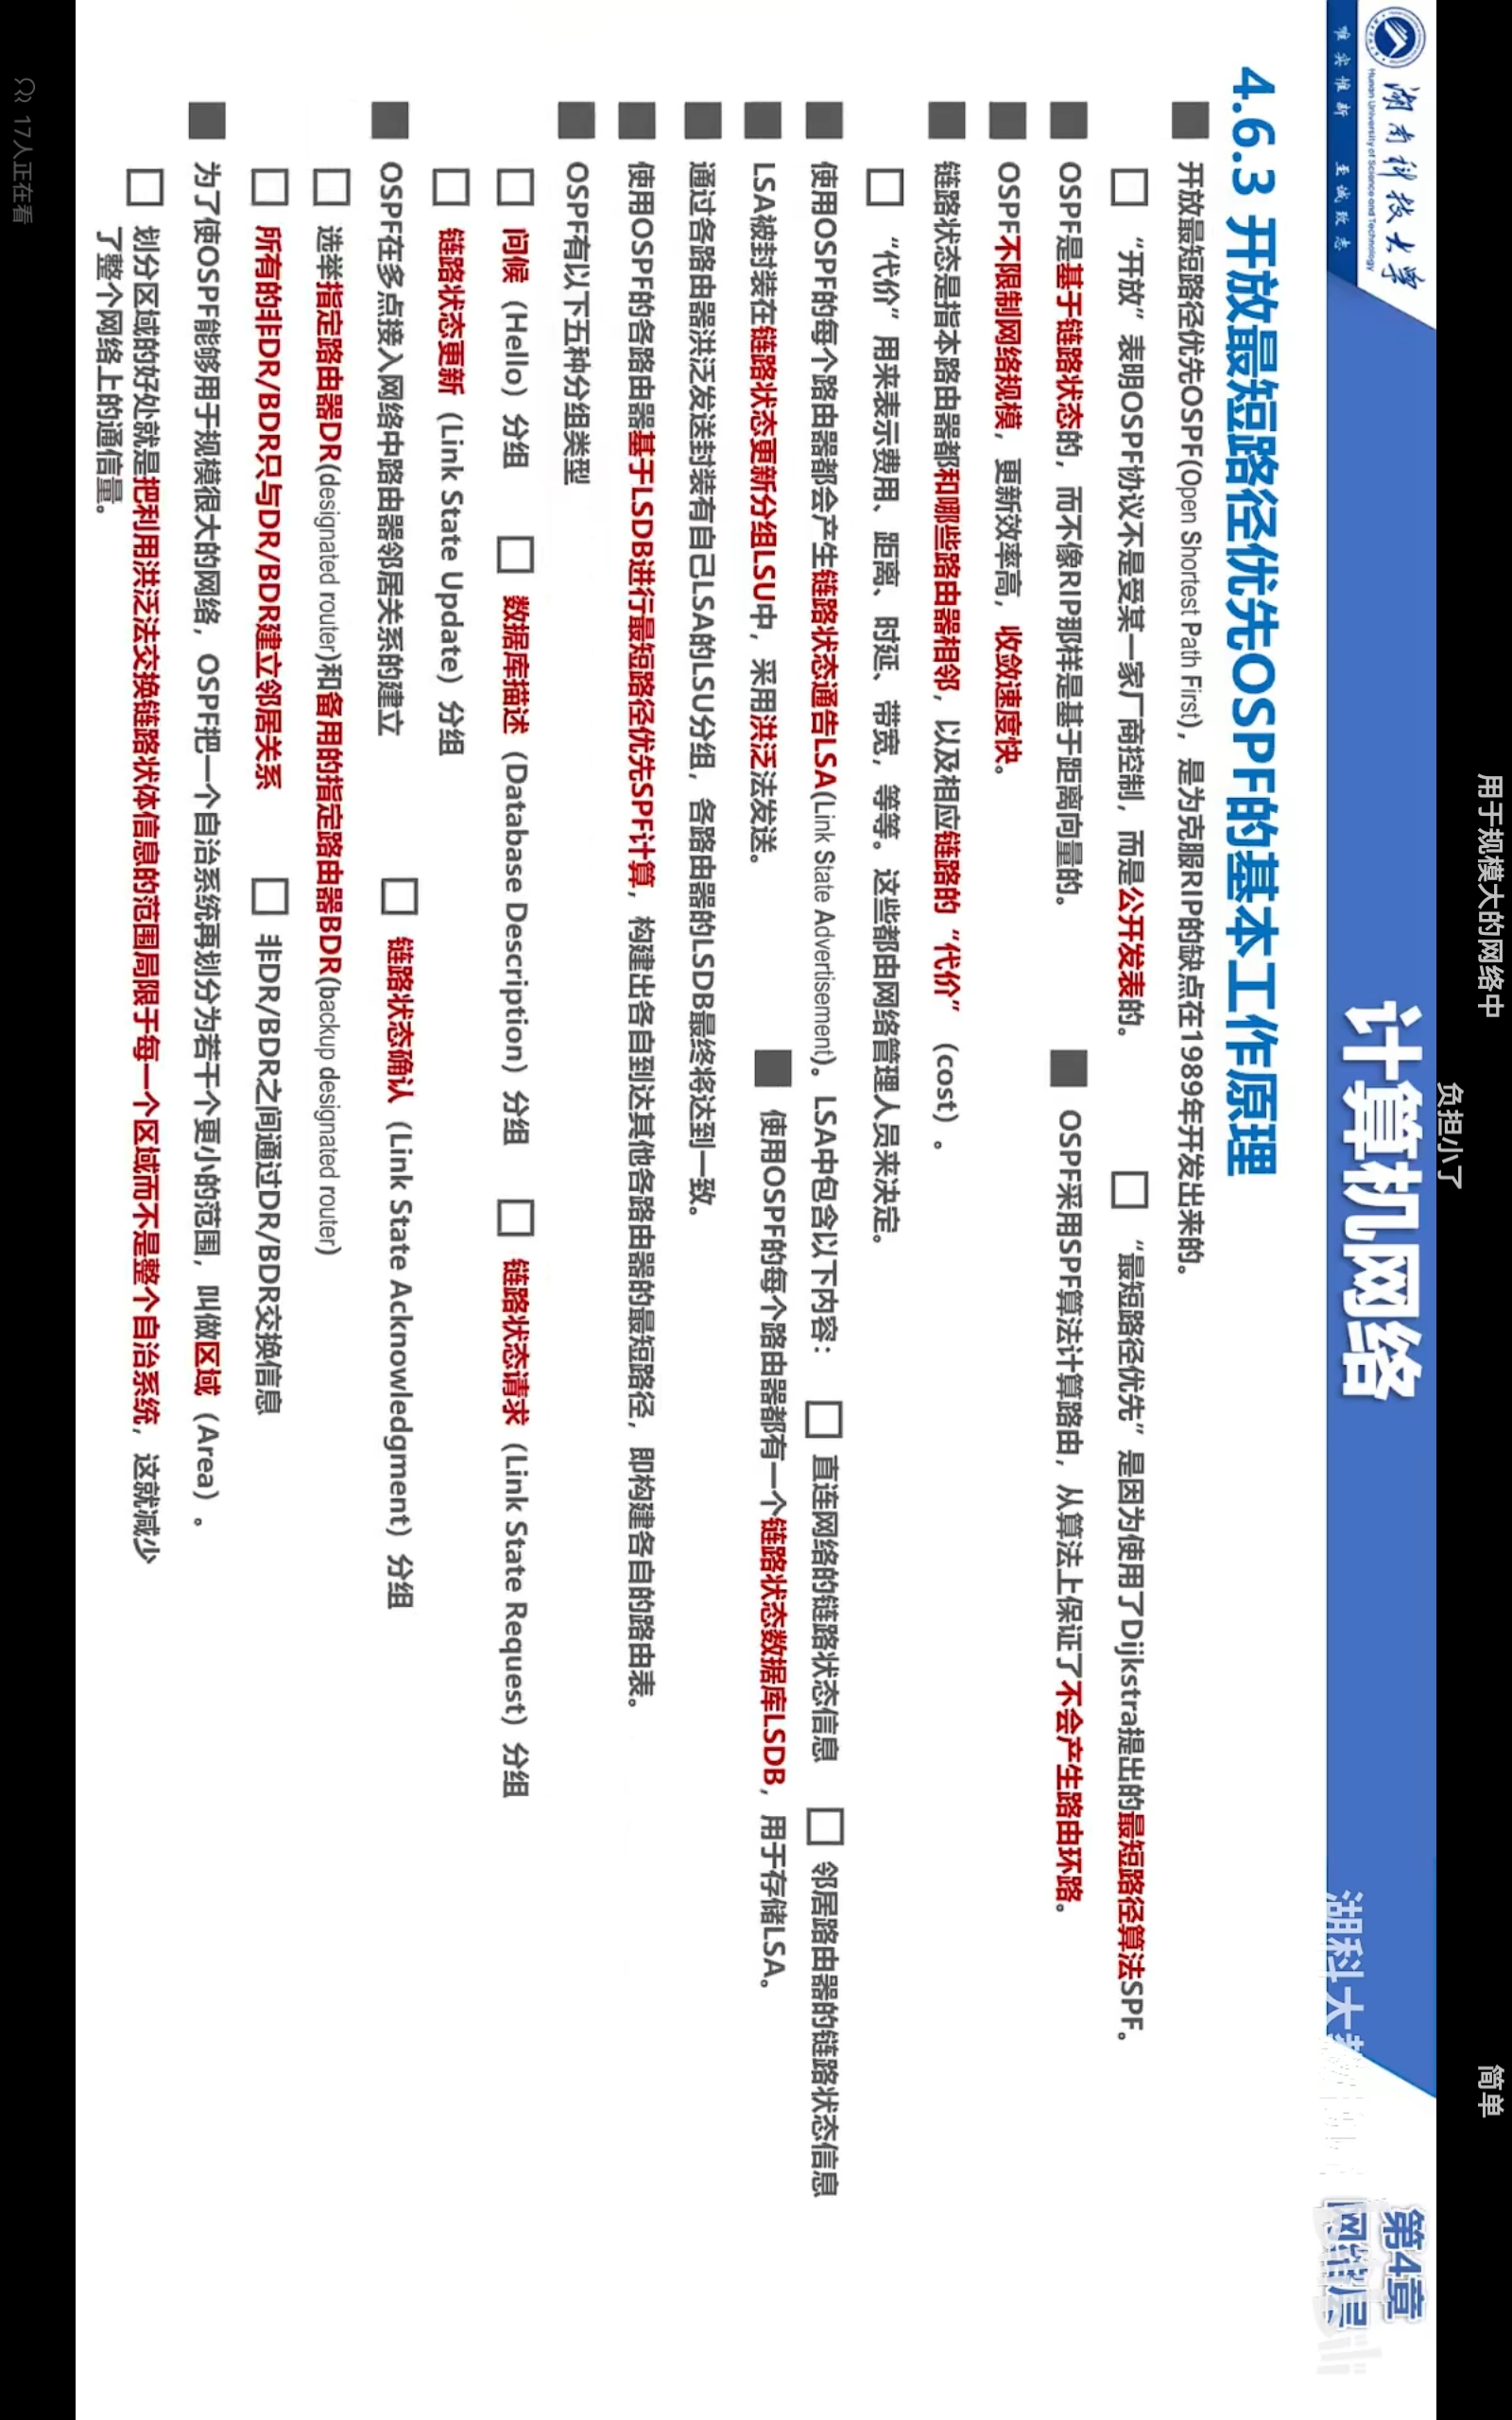 用于规模大的网络中
简单
负担小了
湖南科技大学
Hunan University of Science and Technology
唯实惟新 至诚致志
计算机网络
湖科大
第4章
网络层
4.6.3 开放最短路径优先OSPF的基本工作原理
■ 开放最短路径优先OSPF(Open Shortest Path First)，是为克服RIP的缺点在1989年开发出来的。
□ “开放”表明OSPF协议不是受某一家厂商控制，而是公开发表的。 □ “最短路径优先”是因为使用了Dijkstra提出的最短路径算法SPF。
■ OSPF是基于链路状态的，而不像RIP那样是基于距离向量的。 ■ OSPF采用SPF算法计算路由，从算法上保证了不会产生路由环路。
■ OSPF不限制网络规模，更新效率高，收敛速度快。
■ 链路状态是指本路由器都和哪些路由器相邻，以及相应链路的“代价”（cost）。
□ “代价”用来表示费用、距离、时延、带宽，等等。这些都由网络管理人员来决定。
■ 使用OSPF的每个路由器都会产生链路状态通告LSA(Link State Advertisement)。LSA中包含以下内容： □ 直连网络的链路状态信息 □ 邻居路由器的链路状态信息
■ LSA被封装在链路状态更新分组LSU中，采用洪泛法发送。 ■ 使用OSPF的每个路由器都有一个链路状态数据库LSDB，用于存储LSA。
■ 通过各路由器洪泛发送封装有自己LSA的LSU分组，各路由器的LSDB最终将达到一致。
■ 使用OSPF的各路由器基于LSDB进行最短路径优先SPF计算，构建出各自到达其他各路由器的最短路径，即构建各自的路由表。
■ OSPF有以下五种分组类型
□ 问候（Hello）分组 □ 数据库描述（Database Description）分组 □ 链路状态请求（Link State Request）分组
□ 链路状态更新（Link State Update）分组 □ 链路状态确认（Link State Acknowledgment）分组
■ OSPF在多点接入网络中路由器邻居关系的建立
□ 选举指定路由器DR(designated router)和备用的指定路由器BDR(backup designated router)
□ 所有的非DR/BDR只与DR/BDR建立邻居关系 □ 非DR/BDR之间通过DR/BDR交换信息
■ 为了使OSPF能够用于规模很大的网络，OSPF把一个自治系统再划分为若干个更小的范围，叫做区域（Area）。
□ 划分区域的好处就是把利用洪泛法交换链路状体信息的范围局限于每一个区域而不是整个自治系统，这就减少
了整个网络上的通信量。
17人正在看